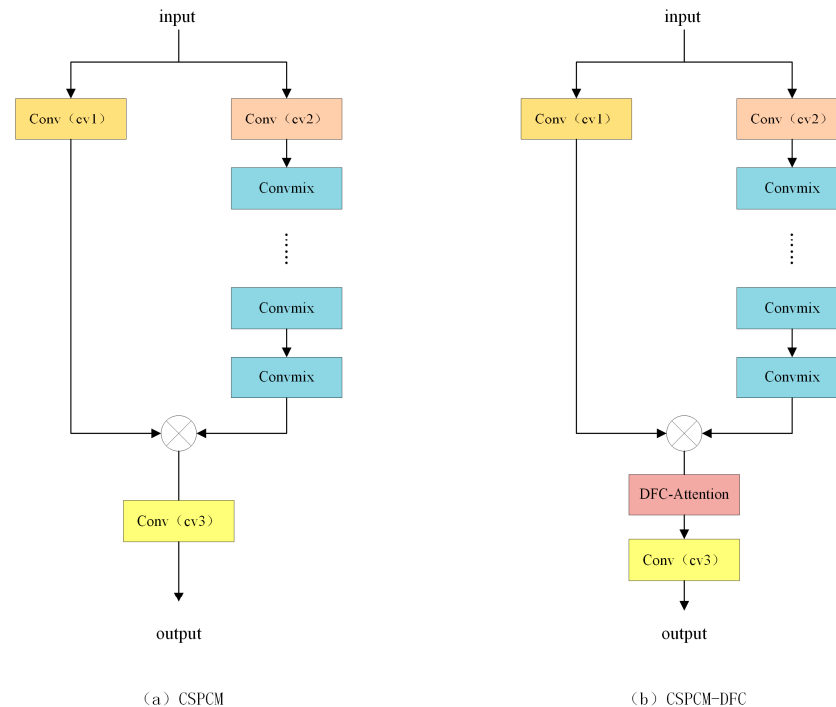 input
Conv（cv1）
Conv（cv2）
Convmix
Convmix
Convmix
Conv（cv3）
output
(a) CSPCM
input
Conv（cv1）
Conv（cv2）
Convmix
Convmix
Convmix
DFC-Attention
Conv（cv3）
output
(b) CSPCM-DFC